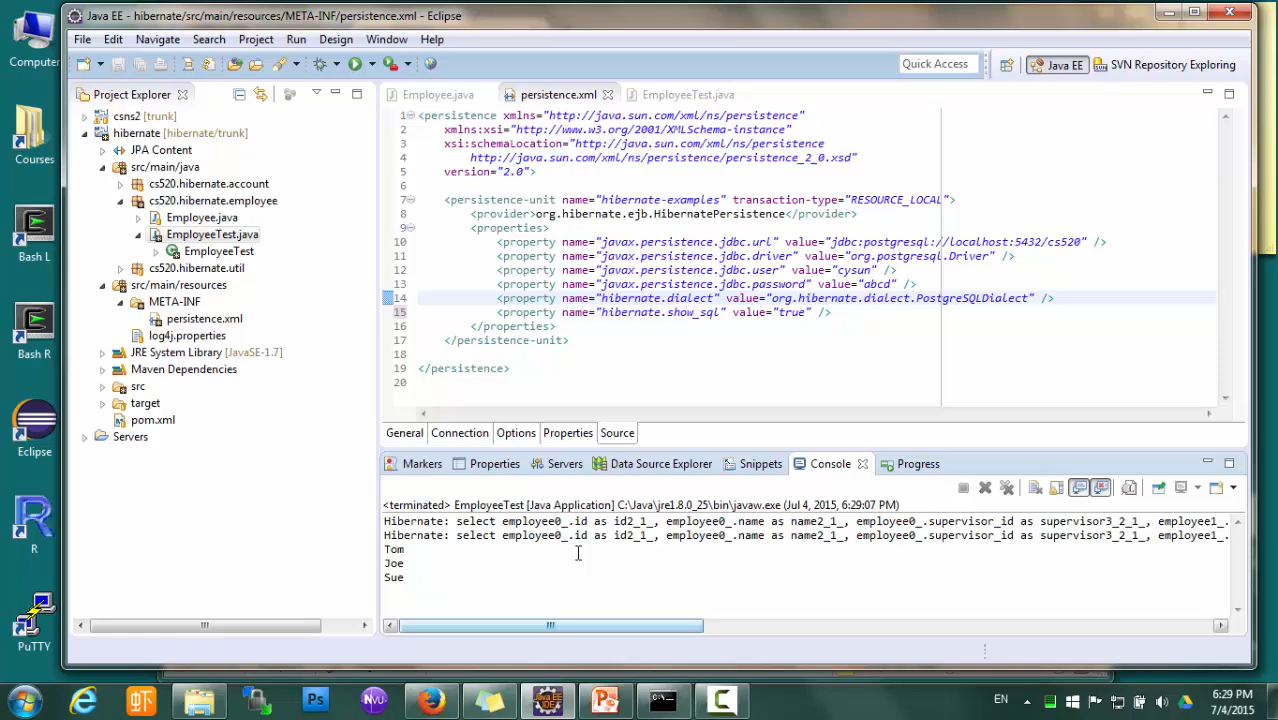 Java EE - hibernate/src/main/resources/META-INF/persistence.xml - Eclipse
File Edit Navigate Search Project Run Design Window Help
Quick Access
Java EE
SVN Repository Exploring
Computer
Courses
Bash L
Bash R
Eclipse
R
PuTTY
Project Explorer
csns2 [trunk]
hibernate [hibernate/trunk]
JPA Content
src/main/java
cs520.hibernate.account
cs520.hibernate.employee
Employee.java
EmployeeTest.java
EmployeeTest
cs520.hibernate.util
src/main/resources
META-INF
persistence.xml
log4j.properties
JRE System Library [JavaSE-1.7]
Maven Dependencies
src
target
pom.xml
Servers
Employee.java
persistence.xml
EmployeeTest.java
1 <persistence xmlns="http://java.sun.com/xml/ns/persistence"
2 xmlns:xsi="http://www.w3.org/2001/XMLSchema-instance"
3 xsi:schemaLocation="http://java.sun.com/xml/ns/persistence
4 http://java.sun.com/xml/ns/persistence/persistence_2_0.xsd"
5 version="2.0">
6
7 <persistence-unit name="hibernate-examples" transaction-type="RESOURCE_LOCAL">
8 <provider>org.hibernate.ejb.HibernatePersistence</provider>
9 <properties>
10 <property name="javax.persistence.jdbc.url" value="jdbc:postgresql://localhost:5432/cs520" />
11 <property name="javax.persistence.jdbc.driver" value="org.postgresql.Driver" />
12 <property name="javax.persistence.jdbc.user" value="cysun" />
13 <property name="javax.persistence.jdbc.password" value="abcd" />
14 <property name="hibernate.dialect" value="org.hibernate.dialect.PostgreSQLDialect" />
15 <property name="hibernate.show_sql" value="true" />
16 </properties>
17 </persistence-unit>
18
19 </persistence>
20
General Connection Options Properties Source
Markers Properties Servers Data Source Explorer Snippets Console Progress
<terminated> EmployeeTest [Java Application] C:\Java\jre1.8.0_25\bin\javaw.exe (Jul 4, 2015, 6:29:07 PM)
Hibernate: select employee0_.id as id2_1_, employee0_.name as name2_1_, employee0_.supervisor_id as supervisor3_2_1_, employee1_.
Hibernate: select employee0_.id as id2_1_, employee0_.name as name2_1_, employee0_.supervisor_id as supervisor3_2_1_, employee1_.
Tom
Joe
Sue
虾
Ps
NVU
EN
6:29 PM
7/4/2015